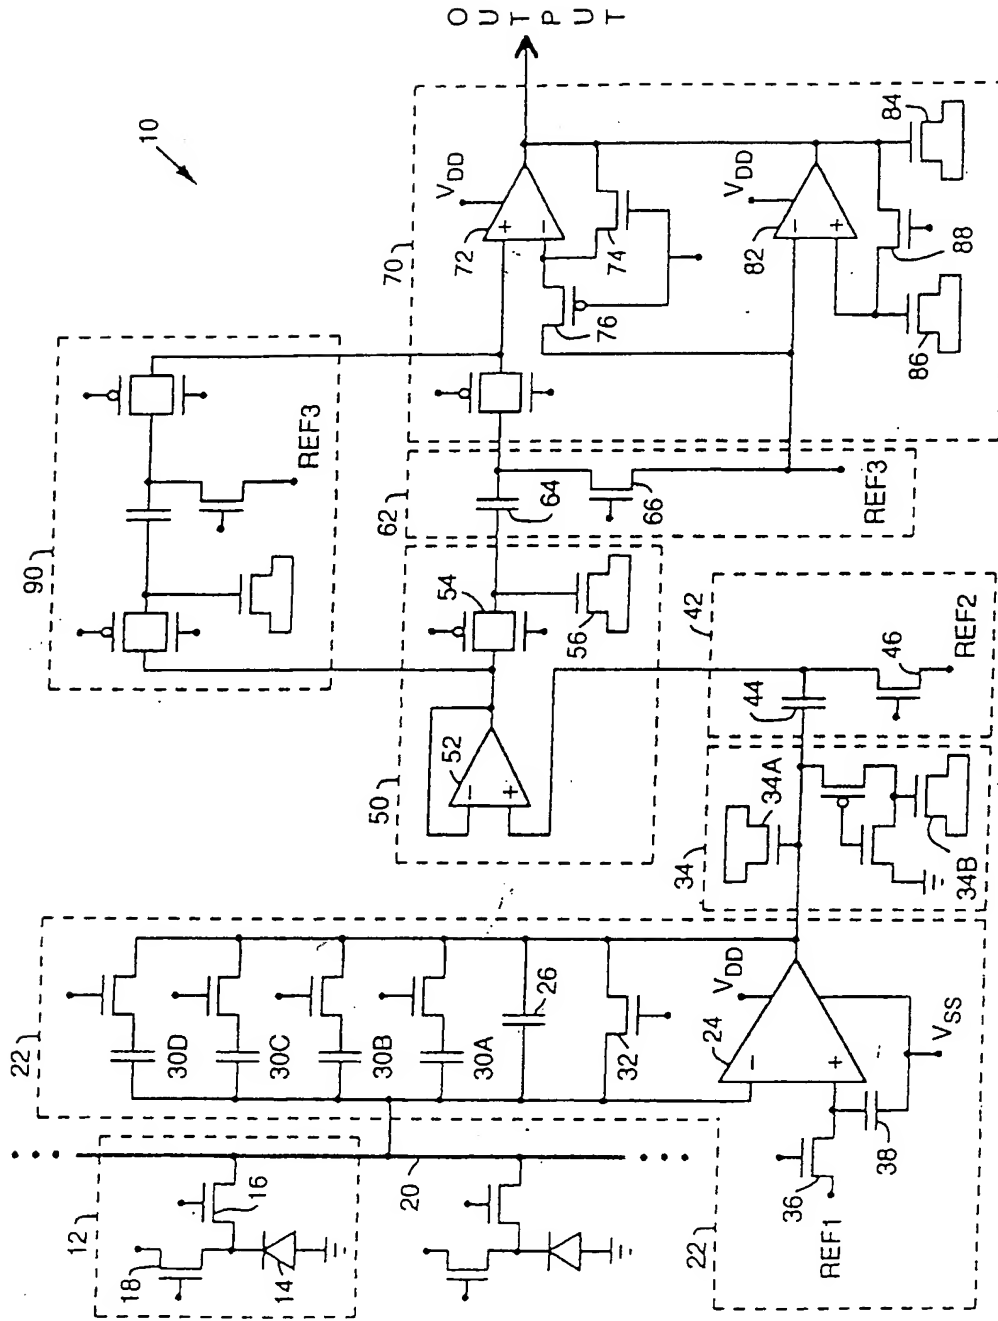 OUTPUT
10
70
VDD
72
+
-
74
76
VDD
82
-
+
84
86
88
90
REF3
62
64
66
REF3
50
52
-
+
54
56
42
44
46
REF2
34
34A
34B
22
30D
30C
30B
30A
26
32
24
VDD
-
+
VSS
38
36
REF1
22
12
18
16
14
20